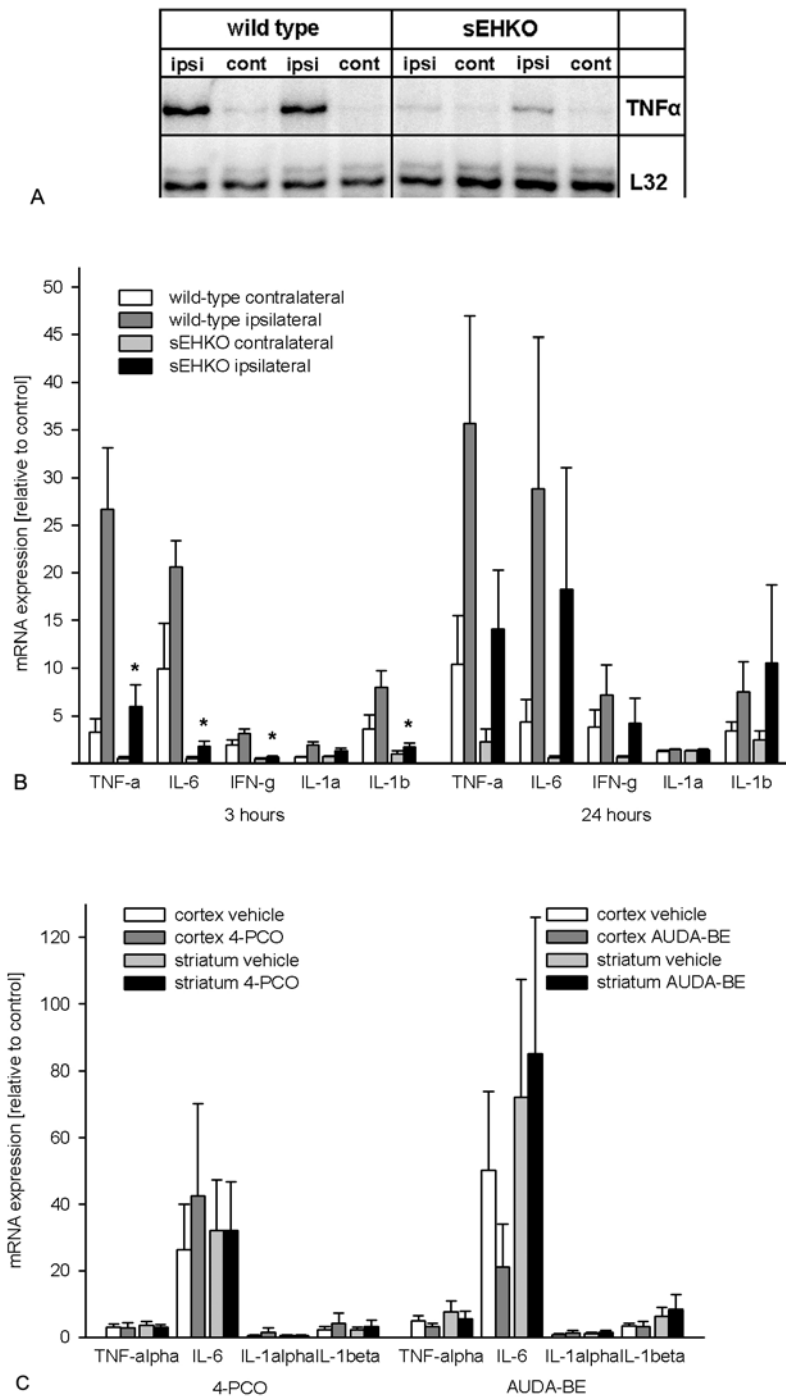 wild type sEHKO
ipsi cont ipsi cont ipsi cont ipsi cont
TNFα
L32
A
50
45
40
35
30
25
20
15
10
5
mRNA expression [relative to control]
wild-type contralateral
wild-type ipsilateral
sEHKO contralateral
sEHKO ipsilateral
* * * *
TNF-a IL-6 IFN-g IL-1a IL-1b TNF-a IL-6 IFN-g IL-1a IL-1b
3 hours 24 hours
B
120
100
80
60
40
20
0
mRNA expression [relative to control]
cortex vehicle
cortex 4-PCO
striatum vehicle
striatum 4-PCO
cortex vehicle
cortex AUDA-BE
striatum vehicle
striatum AUDA-BE
TNF-alpha IL-6 IL-1alpha IL-1beta TNF-alpha IL-6 IL-1alpha IL-1beta
4-PCO AUDA-BE
C